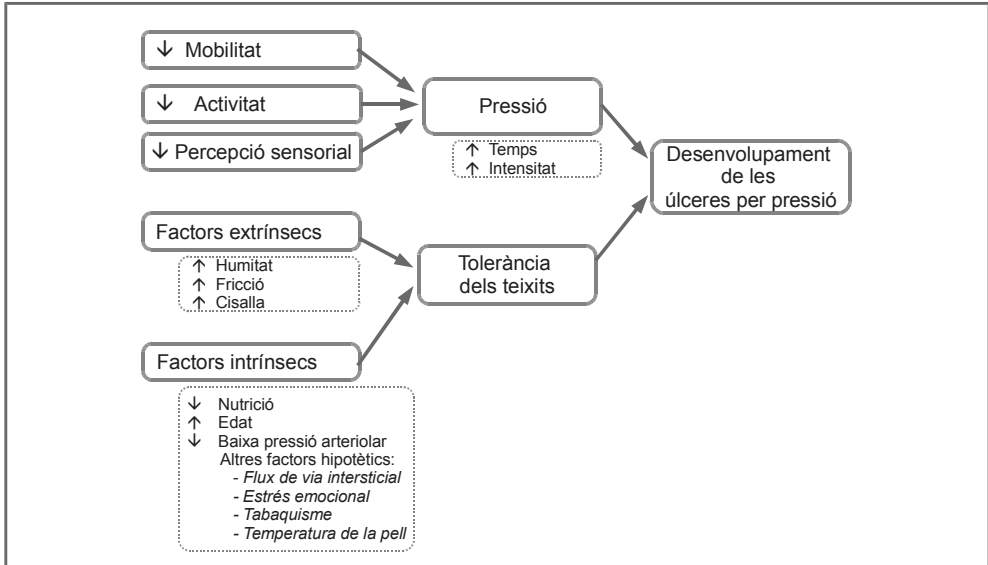 ↓ Mobilitat
↓ Activitat
↓ Percepció sensorial
Pressió
↑ Temps
↑ Intensitat
Desenvolupament
de les
úlceres per pressió
Factors extrínsecs
↑ Humitat
↑ Fricció
↑ Cisalla
Tolerància
dels teixits
Factors intrínsecs
↓ Nutrició
↑ Edat
↓ Baixa pressió arteriolar
Altres factors hipotètics:
- Flux de via intersticial
- Estrés emocional
- Tabaquisme
- Temperatura de la pell